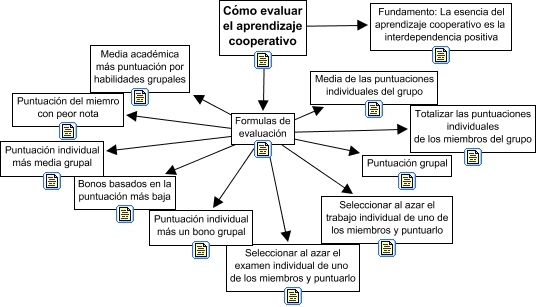 Cómo evaluar
el aprendizaje
cooperativo
Fundamento: La esencia del
aprendizaje cooperativo es la
interdependencia positiva
Media académica
más puntuación por
habilidades grupales
Media de las puntuaciones
individuales del grupo
Puntuación del miemro
con peor nota
Formulas de
evaluación
Totalizar las puntuaciones
individuales
de los miembros del grupo
Puntuación individual
más media grupal
Puntuación grupal
Bonos basados en la
puntuación más baja
Seleccionar al azar el
trabajo individual de uno de
los miembros y puntuarlo
Puntuación individual
más un bono grupal
Seleccionar al azar el
examen individual de uno
de los miembros y puntuarlo